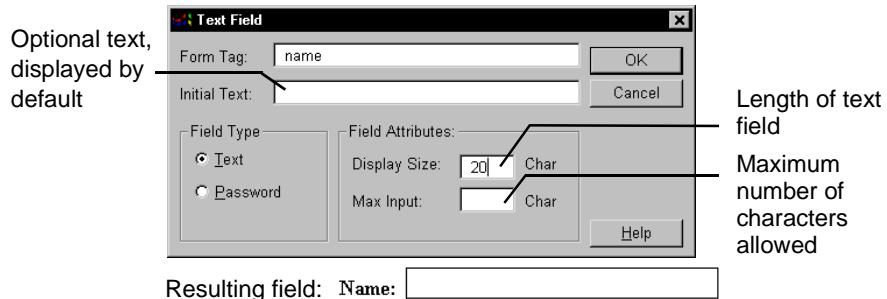 Text Field
Optional text,
displayed by
default
Form Tag: name
OK
Initial Text:
Cancel
Field Type
Text
Password
Field Attributes:
Display Size: 20 Char
Max Input: Char
Help
Length of text
field
Maximum
number of
characters
allowed
Resulting field: Name: